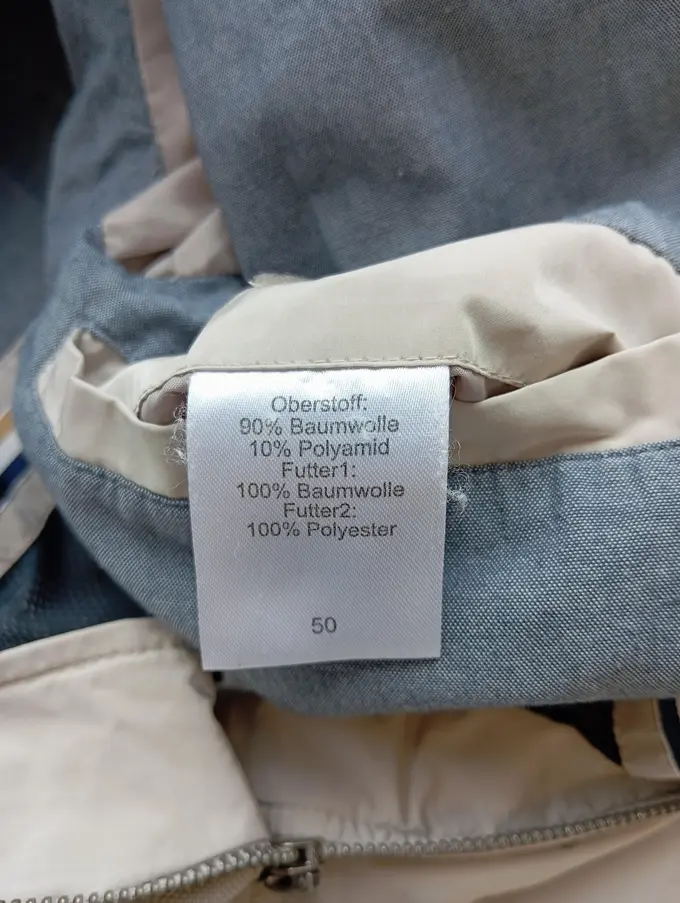 Oberstoff:
90% Baumwolle
10% Polyamid
Futter1:
100% Baumwolle
Futter2:
100% Polyester
50